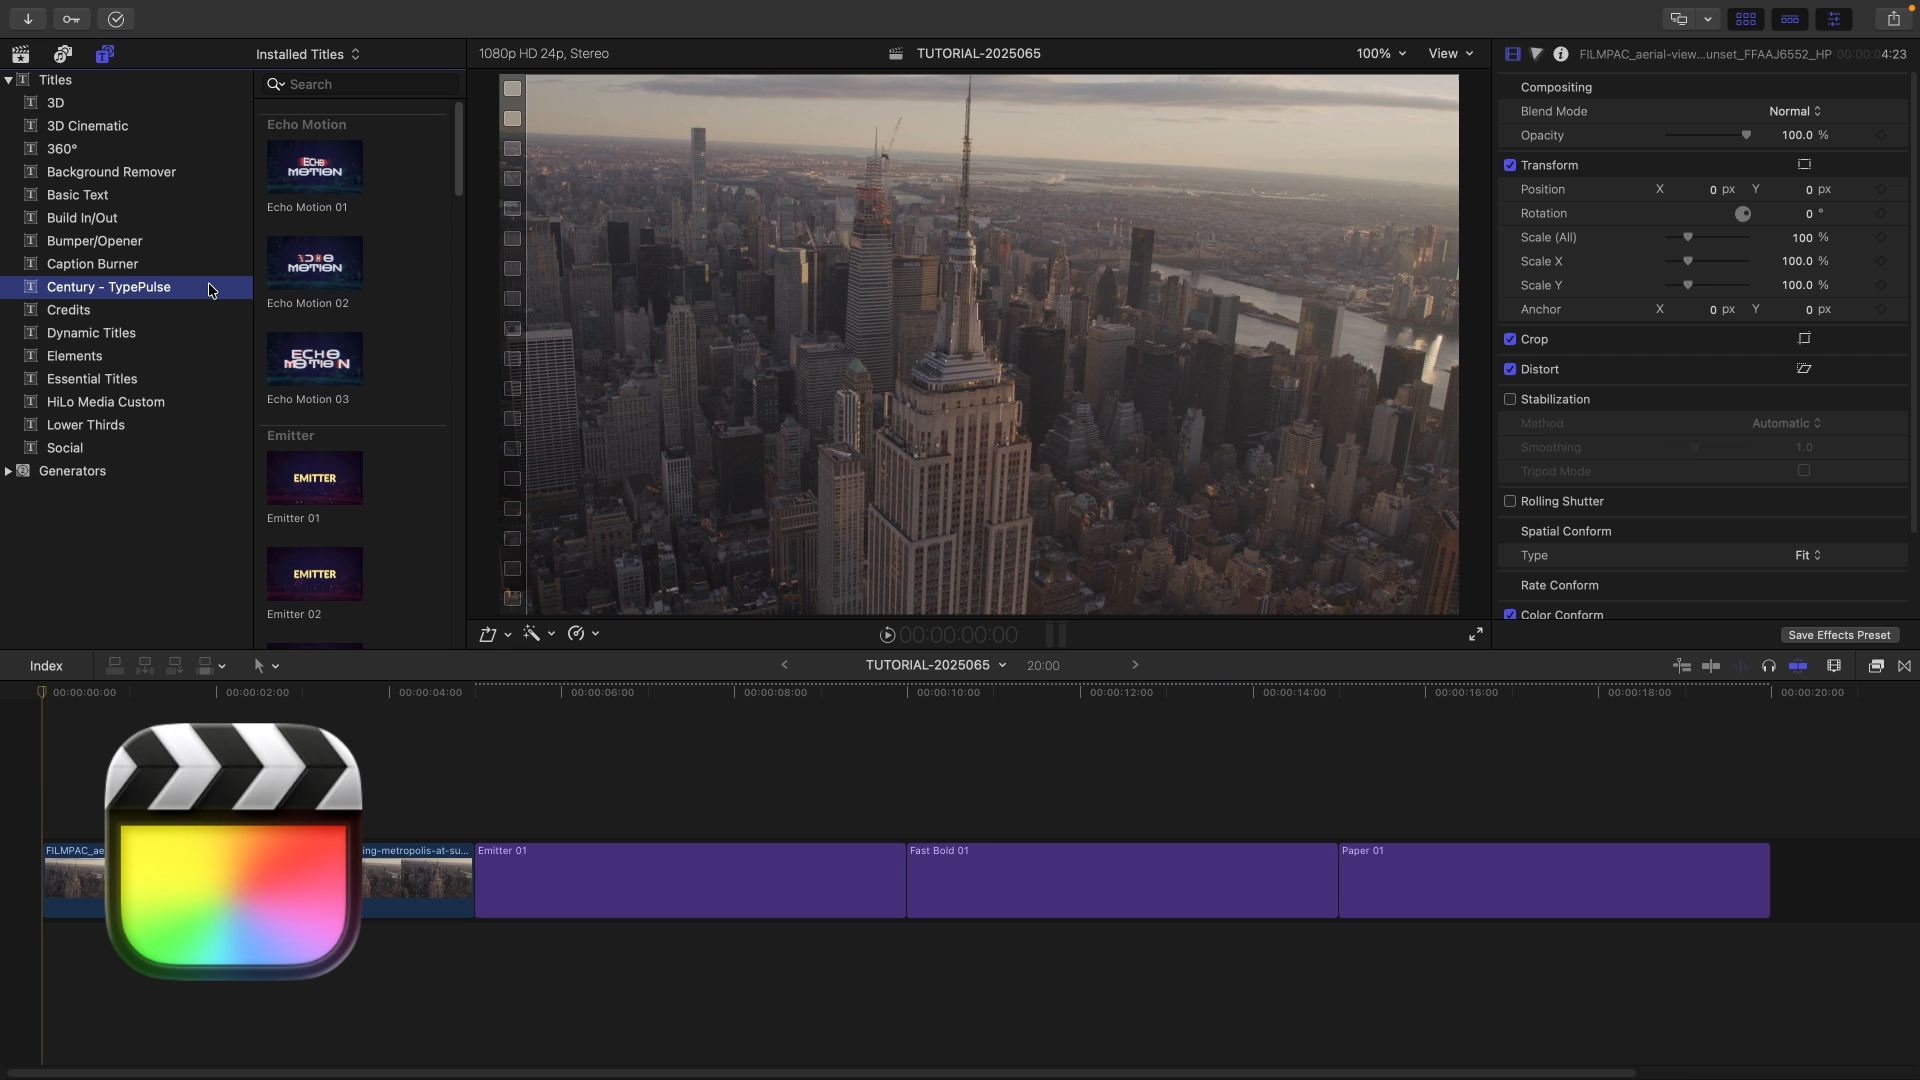 Installed Titles
1080p HD 24p, Stereo
TUTORIAL-2025065
100%
View
FILMPAC_aerial-view...unset_FFAAJ6552_HP
00:00:04:23
Titles
3D
3D Cinematic
360°
Background Remover
Basic Text
Build In/Out
Bumper/Opener
Caption Burner
Century - TypePulse
Credits
Dynamic Titles
Elements
Essential Titles
HiLo Media Custom
Lower Thirds
Social
Generators
Search
Echo Motion
ECHO
MOTION
Echo Motion 01
MOTION
Echo Motion 02
ECHO
MOTION
Echo Motion 03
Emitter
EMITTER
Emitter 01
EMITTER
Emitter 02
Compositing
Blend Mode Normal
Opacity 100.0 %
Transform
Position X 0 px Y 0 px
Rotation 0 °
Scale (All) 100 %
Scale X 100.0 %
Scale Y 100.0 %
Anchor X 0 px Y 0 px
Crop
Distort
Stabilization
Method Automatic
Smoothing 1.0
Tripod Mode
Rolling Shutter
Spatial Conform
Type Fit
Rate Conform
Color Conform
Save Effects Preset
00:00:00:00
Index
TUTORIAL-2025065
20:00
00:00:00:00
00:00:02:00
00:00:04:00
00:00:06:00
00:00:08:00
00:00:10:00
00:00:12:00
00:00:14:00
00:00:16:00
00:00:18:00
00:00:20:00
FILMPAC_ae
ing-metropolis-at-su...
Emitter 01
Fast Bold 01
Paper 01